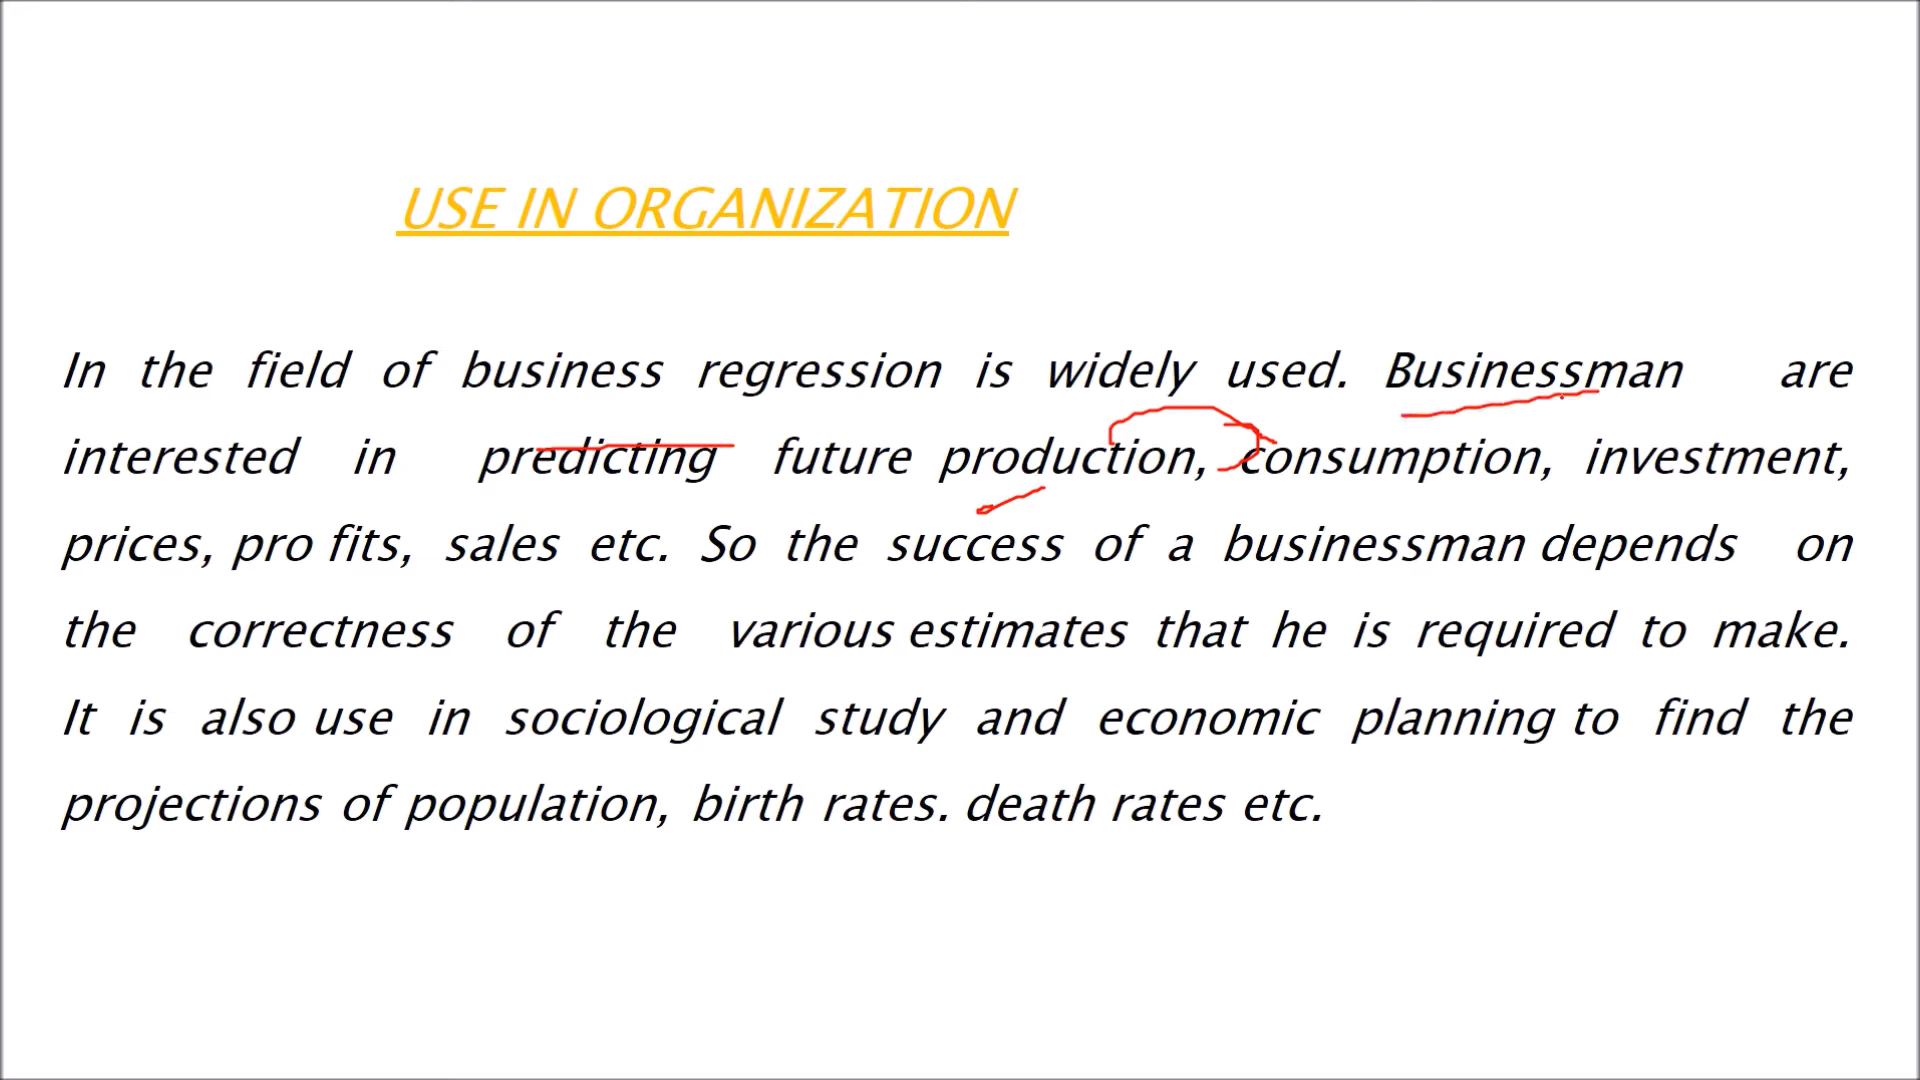 USE IN ORGANIZATION
In the field of business regression is widely used. Businessman are
interested in predicting future production, consumption, investment,
prices, pro fits, sales etc. So the success of a businessman depends on
the correctness of the various estimates that he is required to make.
It is also use in sociological study and economic planning to find the
projections of population, birth rates. death rates etc.